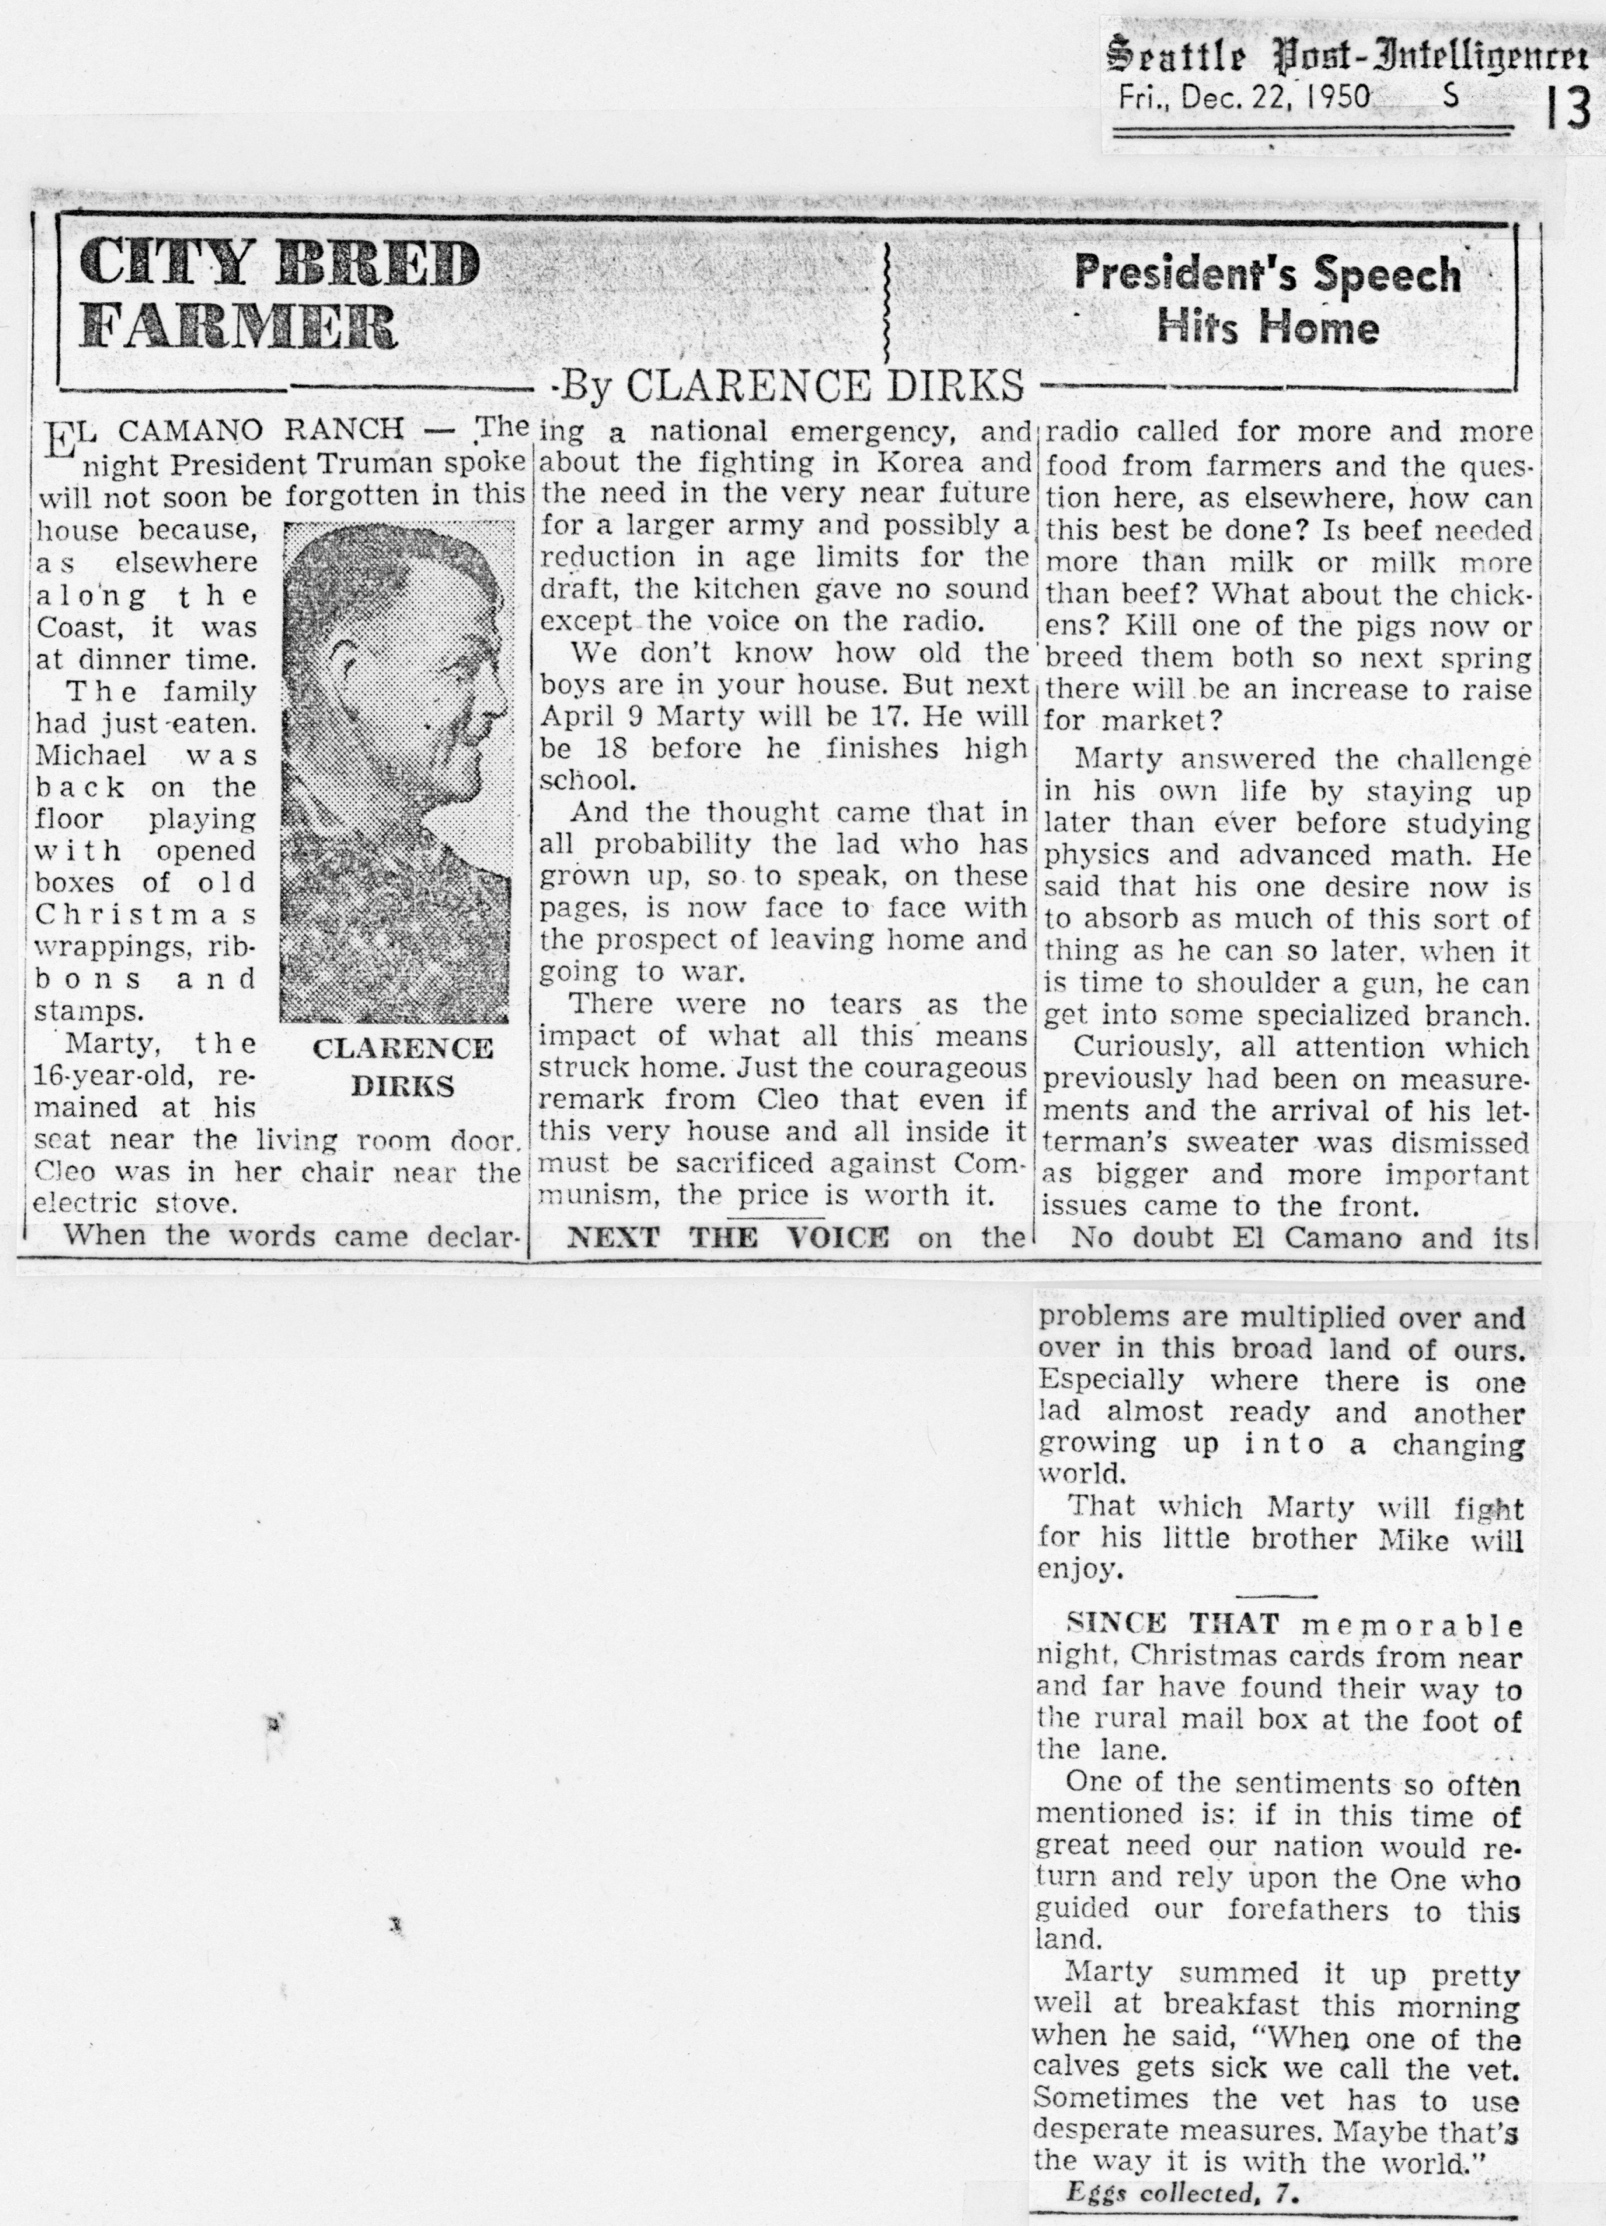 Seattle Post-Intelligencer
Fri., Dec. 22, 1950 S 13
CITY BRED
FARMER
President's Speech
Hits Home
-By CLARENCE DIRKS
EL CAMANO RANCH — The
night President Truman spoke
will not soon be forgotten in this
house because,
as elsewhere
along the
Coast, it was
at dinner time.
The family
had just eaten.
Michael was
back on the
floor playing
with opened
boxes of old
Christmas
wrappings, rib-
bons and
stamps.
Marty, the
16-year-old, re-
mained at his
seat near the living room door.
Cleo was in her chair near the
electric stove.
When the words came declar-
CLARENCE
DIRKS
ing a national emergency, and
about the fighting in Korea and
the need in the very near future
for a larger army and possibly a
reduction in age limits for the
draft, the kitchen gave no sound
except the voice on the radio.
We don't know how old the
boys are in your house. But next
April 9 Marty will be 17. He will
be 18 before he finishes high
school.
And the thought came that in
all probability the lad who has
grown up, so to speak, on these
pages, is now face to face with
the prospect of leaving home and
going to war.
There were no tears as the
impact of what all this means
struck home. Just the courageous
remark from Cleo that even if
this very house and all inside it
must be sacrificed against Com-
munism, the price is worth it.
NEXT THE VOICE on the
radio called for more and more
food from farmers and the ques-
tion here, as elsewhere, how can
this best be done? Is beef needed
more than milk or milk more
than beef? What about the chick-
ens? Kill one of the pigs now or
breed them both so next spring
there will be an increase to raise
for market?
Marty answered the challenge
in his own life by staying up
later than ever before studying
physics and advanced math. He
said that his one desire now is
to absorb as much of this sort of
thing as he can so later, when it
is time to shoulder a gun, he can
get into some specialized branch.
Curiously, all attention which
previously had been on measure-
ments and the arrival of his let-
terman's sweater was dismissed
as bigger and more important
issues came to the front.
No doubt El Camano and its
problems are multiplied over and
over in this broad land of ours.
Especially where there is one
lad almost ready and another
growing up into a changing
world.
That which Marty will fight
for his little brother Mike will
enjoy.
SINCE THAT memorable
night, Christmas cards from near
and far have found their way to
the rural mail box at the foot of
the lane.
One of the sentiments so often
mentioned is: if in this time of
great need our nation would re-
turn and rely upon the One who
guided our forefathers to this
land.
Marty summed it up pretty
well at breakfast this morning
when he said, "When one of the
calves gets sick we call the vet.
Sometimes the vet has to use
desperate measures. Maybe that's
the way it is with the world."
Eggs collected, 7.